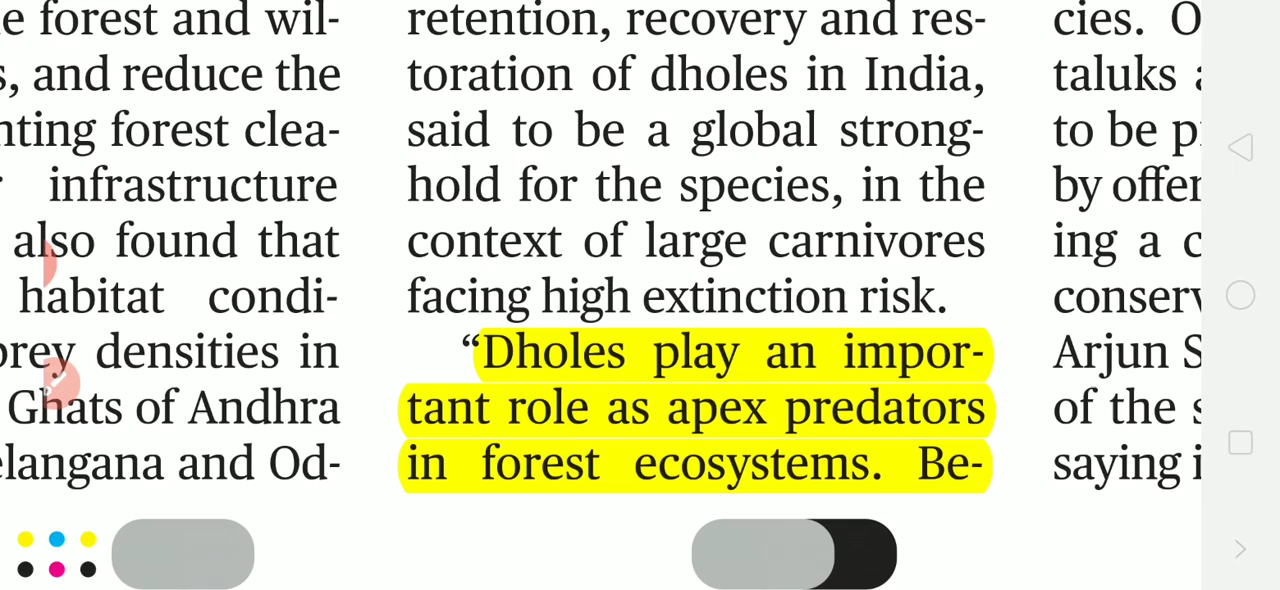 e forest and wil-
s, and reduce the
nting forest clea-
infrastructure
also found that
habitat condi-
prey densities in
Ghats of Andhra
elangana and Od-
retention, recovery and res-
toration of dholes in India,
said to be a global strong-
hold for the species, in the
context of large carnivores
facing high extinction risk.
“Dholes play an impor-
tant role as apex predators
in forest ecosystems. Be-
cies. O
taluks
to be p
by offer
ing a c
conserv
Arjun S
of the s
saying i